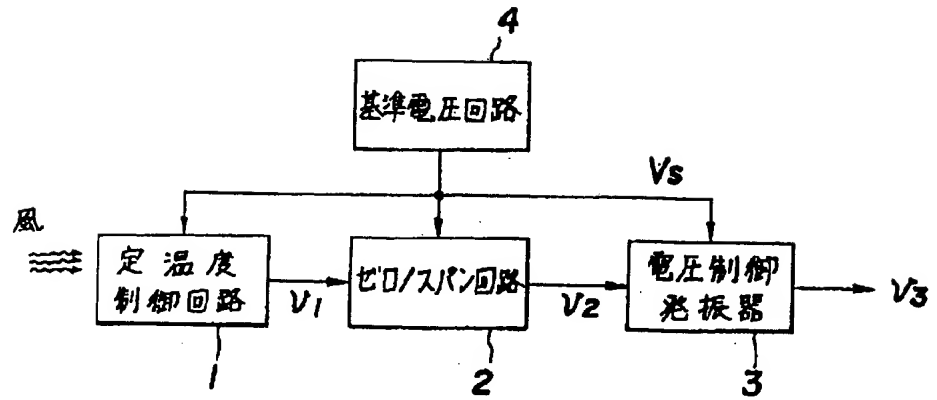 4
基準電圧回路
Vs
風
定温度
制御回路
V1
ゼロ/スパン回路
V2
電圧制御
発振器
V3
1
2
3